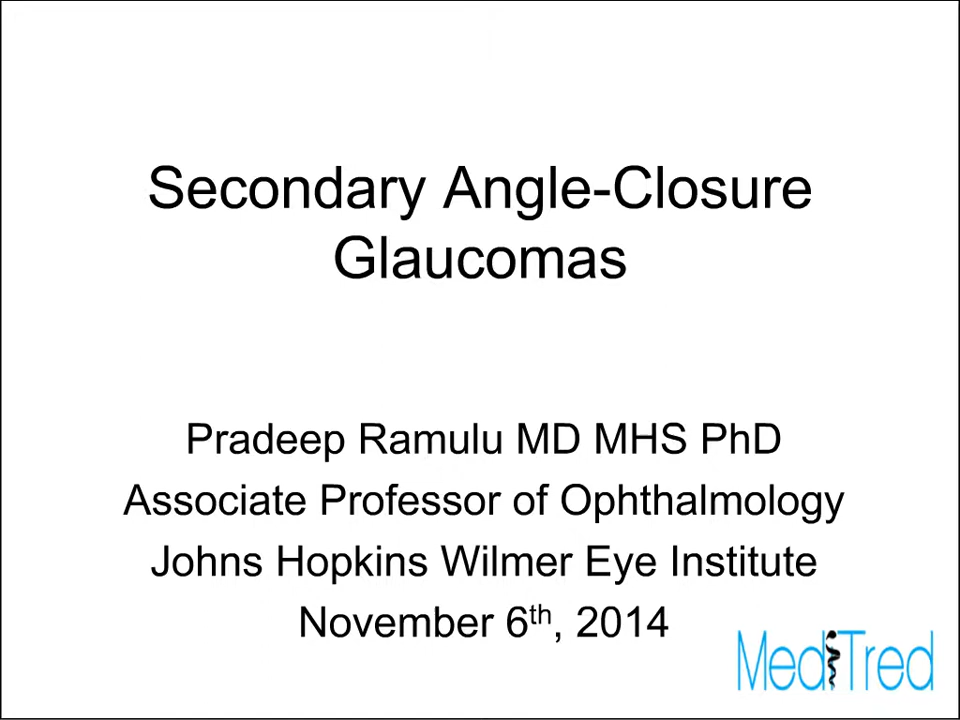 Secondary Angle-Closure
Glaucomas
Pradeep Ramulu MD MHS PhD
Associate Professor of Ophthalmology
Johns Hopkins Wilmer Eye Institute
November 6th, 2014
MediTred